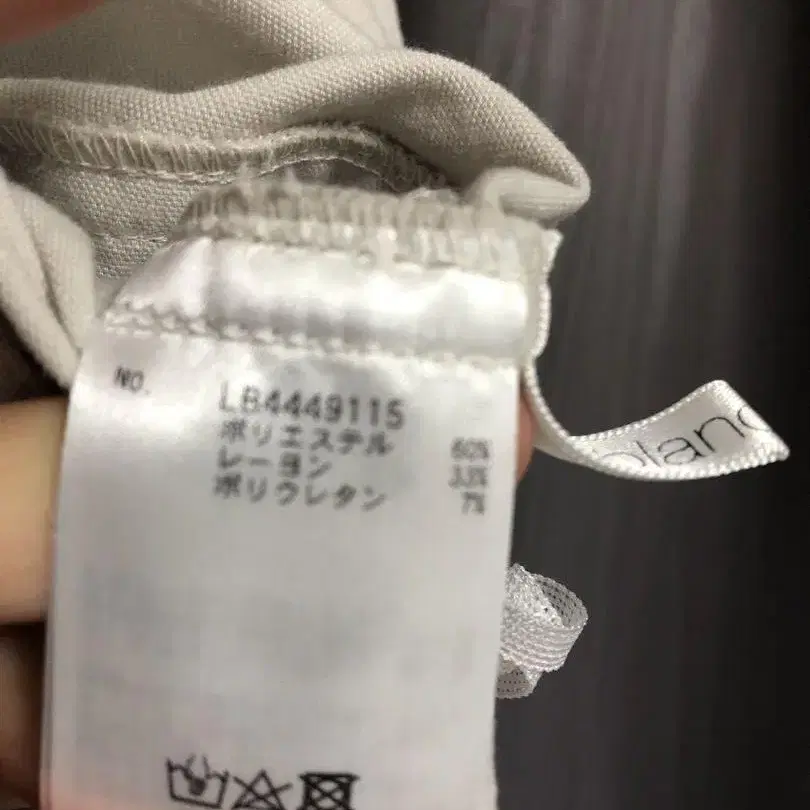 NO. LB4449115
ポリエステル 60%
レーヨン 33%
ポリウレタン 7%
blanc